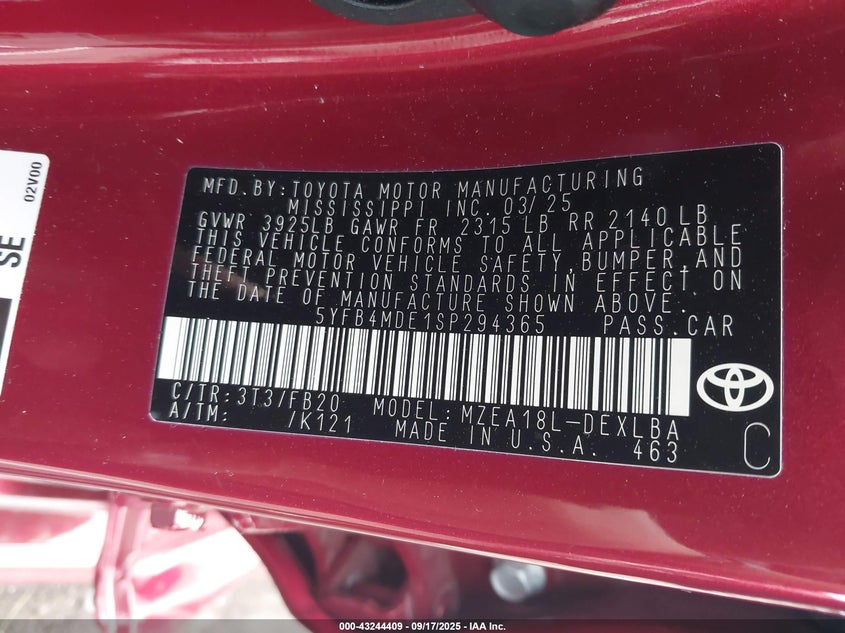 02V00
SE
MFD. BY: TOYOTA MOTOR MANUFACTURING
MISSISSIPPI INC. 03/25
GVWR 3925LB GAWR FR 2315 LB RR 2140 LB
THIS VEHICLE CONFORMS TO ALL APPLICABLE
FEDERAL MOTOR VEHICLE SAFETY, BUMPER, AND
THEFT PREVENTION STANDARDS IN EFFECT ON
THE DATE OF MANUFACTURE SHOWN ABOVE.
5YFB4MDE1SP294365 PASS. CAR
C/TR: 3T3/FB20 MODEL: MZEA18L-DEXLBA
A/TM: /K121 MADE IN U.S.A. 463
C
000-43244409 - 09/17/2025 - IAA Inc.